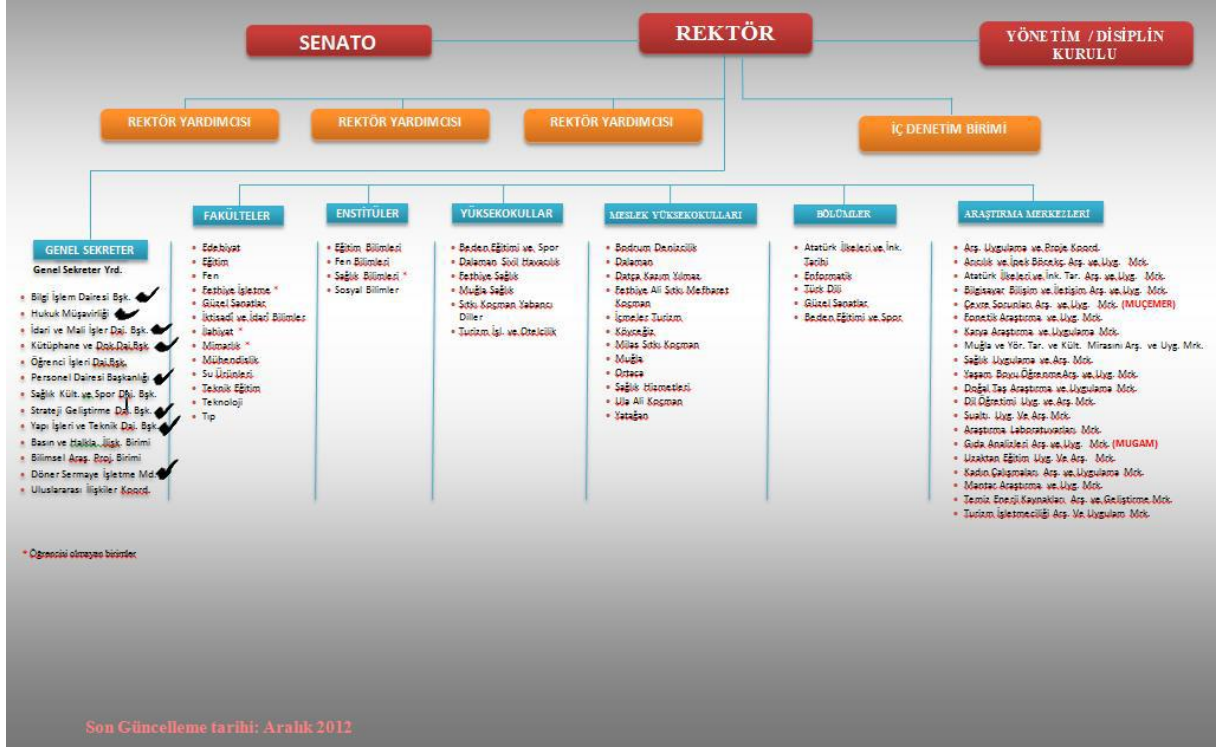 SENATO
REKTÖR
YÖNETİM / DİSİPLİN
KURULU
REKTÖR YARDIMCISI
REKTÖR YARDIMCISI
REKTÖR YARDIMCISI
İÇ DENETİM BİRİMİ
GENEL SEKRETER
Genel Sekreter Yrd.
Bilgi İşlem Dairesi Bşk.
Hukuk Müşavirliği
İdari ve Mali İşler Dai. Bşk.
Kütüphane ve Dok.Dai.Bşk.
Öğrenci İşleri Dai.Bşk.
Personel Dairesi Başkanlığı
Sağlık Kült. ve Spor Dai. Bşk.
Strateji Geliştirme Dai. Bşk.
Yapı İşleri ve Teknik Dai. Bşk.
Basın ve Halkla. İlişk. Birimi
Bilimsel Araş. Proj. Birimi
Döner Sermaye İşletme Md.
Uluslararası İlişkiler Koord.
* Öğrencisi olmayan birimler
FAKÜLTELER
Edebiyat
Eğitim
Fen
Fethiye İşletme *
Güzel Sanatlar
İktisadî ve İdarî Bilimler
İlahiyat *
Mimarlık *
Mühendislik
Su Ürünleri
Teknik Eğitim
Teknoloji
Tıp
ENSTİTÜLER
Eğitim Bilimleri
Fen Bilimleri
Sağlık Bilimleri *
Sosyal Bilimler
YÜKSEKOKULLAR
Beden Eğitimi ve Spor
Dalaman Sivil Havacılık
Fethiye Sağlık
Muğla Sağlık
Sıtkı Koçman Yabancı
Diller
Turizm İşl. ve Otelcilik
MESLEK YÜKSEKOKULLARI
Bodrum Denizcilik
Dalaman
Datça Kazım Yılmaz
Fethiye Ali Sıtkı Mefharet
Koçman
İçmeler Turizm
Köyceğiz
Milas Sıtkı Koçman
Muğla
Ortaca
Sağlık Hizmetleri
Ula Ali Koçman
Yatağan
BÖLÜMLER
Atatürk İlkeleri ve İnk.
Tarihi
Enformatik
Türk Dili
Güzel Sanatlar
Beden Eğitimi ve Spor
ARAŞTIRMA MERKEZLERİ
Arş. Uygulama ve Proje Koord.
Arıcılık ve İpek Böcekç. Arş. ve Uyg. Mrk.
Atatürk İlkeleri ve İnk. Tar. Arş. ve Uyg. Mrk.
Bilgisayar Bilişim ve İletişim Arş. ve Uyg. Mrk.
Çevre Sorunları Arş. ve Uyg. Mrk. (MUÇEMER)
Fonetik Araştırma ve Uyg. Mrk.
Karya Araştırma ve Uygulama Mrk.
Muğla ve Yör. Tar. ve Kült. Mirasını Arş. ve Uyg. Mrk.
Sağlık Uygulama ve Arş. Mrk.
Yaşam Boyu Öğrenme Arş. ve Uyg. Mrk.
Doğal Taş Araştırma ve Uygulama Mrk.
Dil Öğretimi Uyg. ve Arş. Mrk.
Sualtı Uyg. Ve Arş. Mrk.
Araştırma Laboratuvarları Mrk.
Gıda Analizleri Arş. ve Uyg. Mrk. (MUGAM)
Uzaktan Eğitim Uyg. Ve Arş. Mrk.
Kadın Çalışmaları Arş. ve Uygulama Mrk.
Mantar Araştırma ve Uyg. Mrk.
Temiz Enerji Kaynakları Arş. ve Geliştirme Mrk.
Turizm İşletmeciliği Arş. Ve Uygulam Mrk.
Son Güncelleme tarihi: Aralık 2012